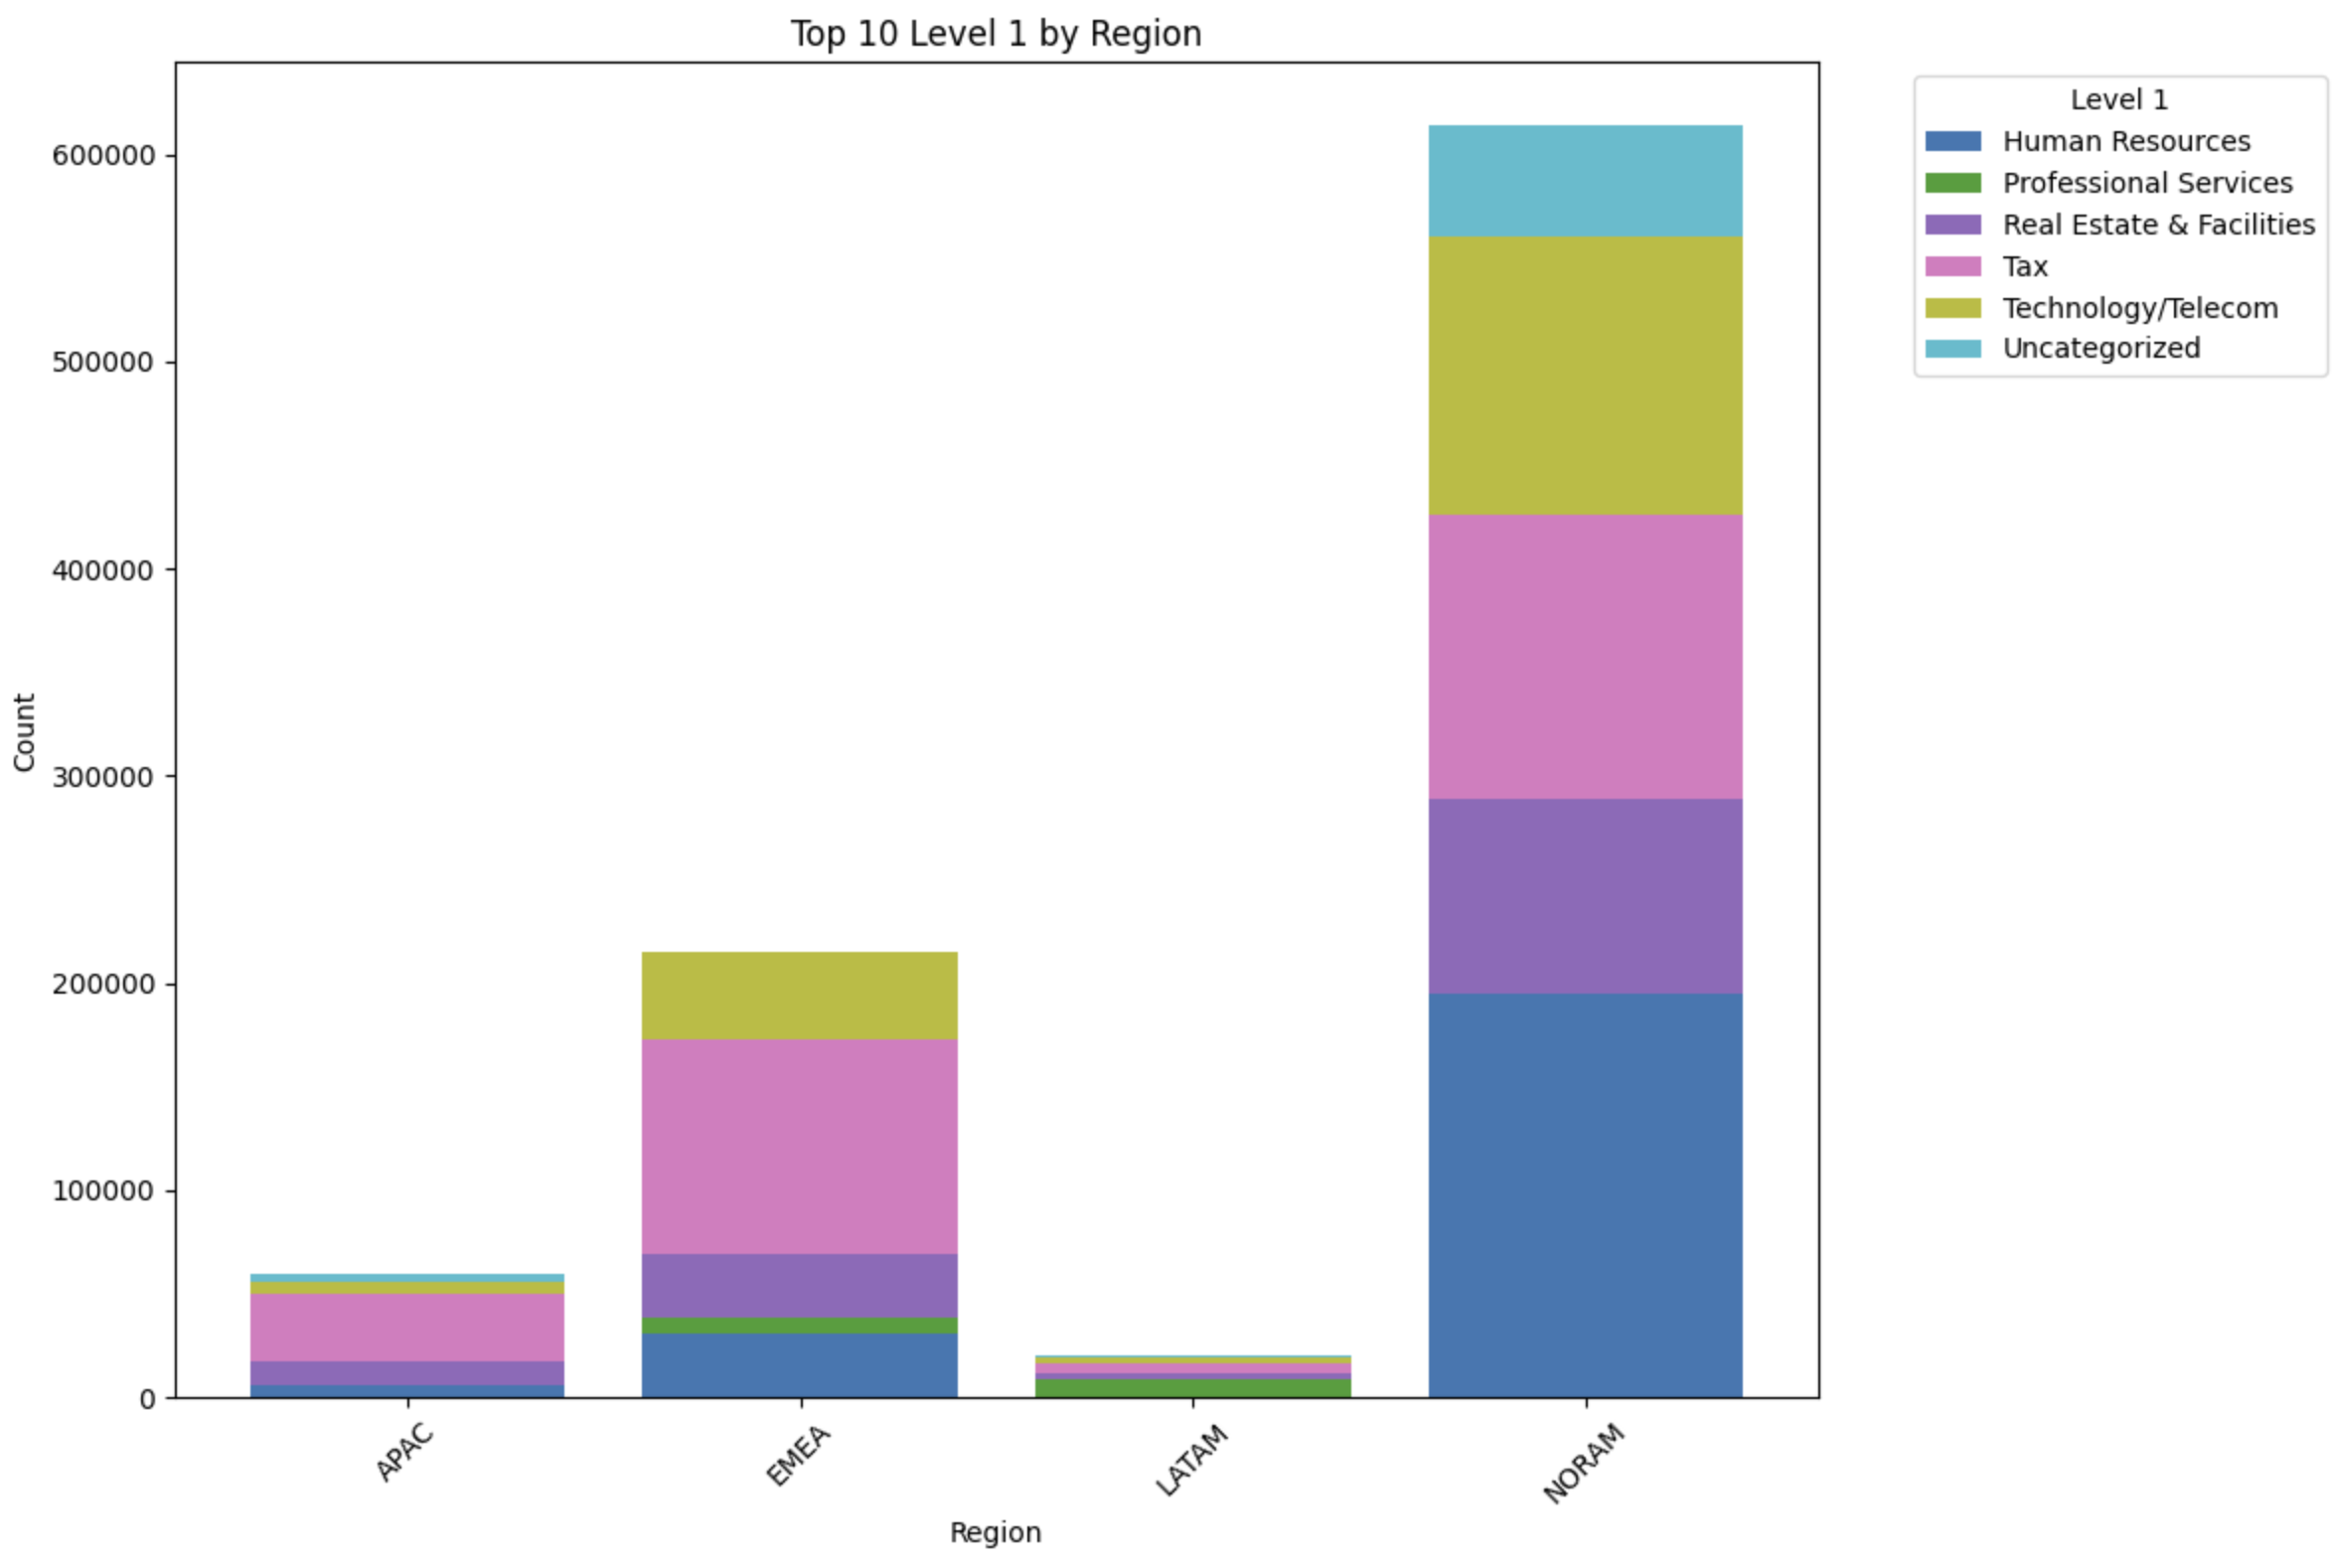 Top 10 Level 1 by Region
Level 1
Human Resources
Professional Services
Real Estate & Facilities
Tax
Technology/Telecom
Uncategorized
Count
600000
500000
400000
300000
200000
100000
0
APAC
EMEA
LATAM
NORAM
Region